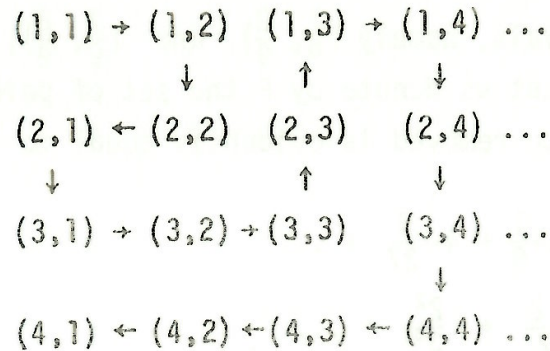 (1,1) → (1,2) (1,3) → (1,4) ...
↓ ↑ ↓
(2,1) ← (2,2) (2,3) (2,4) ...
↓ ↑ ↓
(3,1) → (3,2) → (3,3) (3,4) ...
↓
(4,1) ← (4,2) ← (4,3) ← (4,4) ...